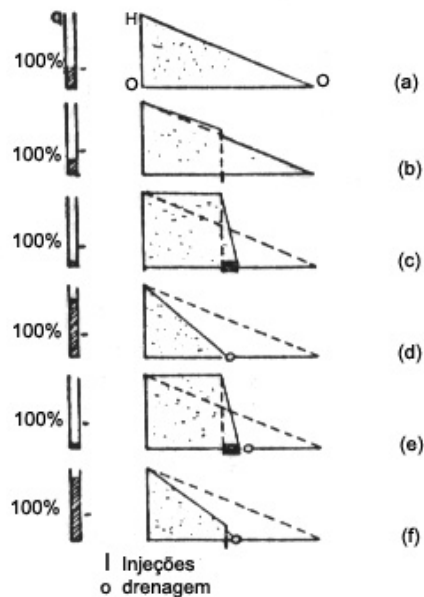 q H
O O (a)
100%
100% (b)
100% (c)
100% (d)
100% (e)
100% (f)
I Injeções
o drenagem